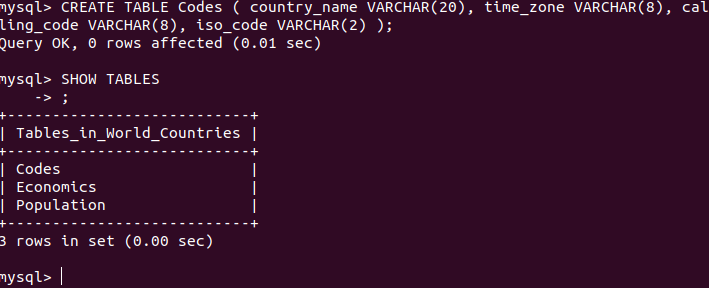 mysql> CREATE TABLE Codes ( country_name VARCHAR(20), time_zone VARCHAR(8), cal
ling_code VARCHAR(8), iso_code VARCHAR(2) );
Query OK, 0 rows affected (0.01 sec)

mysql> SHOW TABLES
    -> ;
+---------------------------+
| Tables_in_World_Countries |
+---------------------------+
| Codes                     |
| Economics                 |
| Population                |
+---------------------------+
3 rows in set (0.00 sec)

mysql>